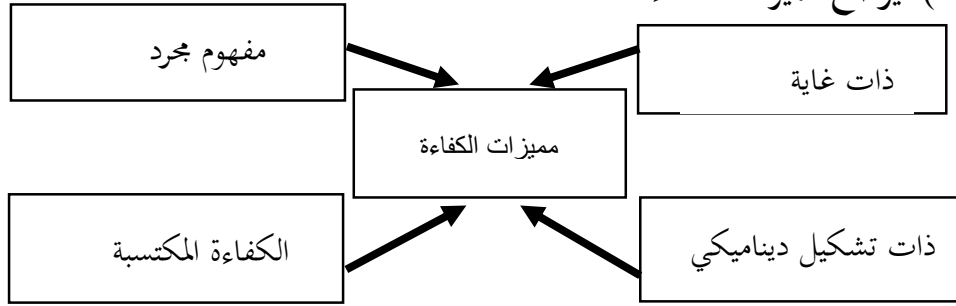 مفهوم مجرد
ذات غاية
مميزات الكفاءة
الكفاءة المكتسبة
ذات تشكيل ديناميكي